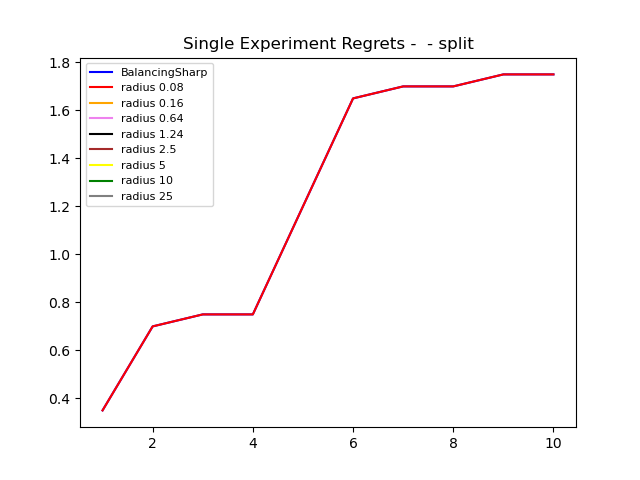 Single Experiment Regrets -  - split
1.8
1.6
1.4
1.2
1.0
0.8
0.6
0.4
BalancingSharp
radius 0.08
radius 0.16
radius 0.64
radius 1.24
radius 2.5
radius 5
radius 10
radius 25
2 4 6 8 10